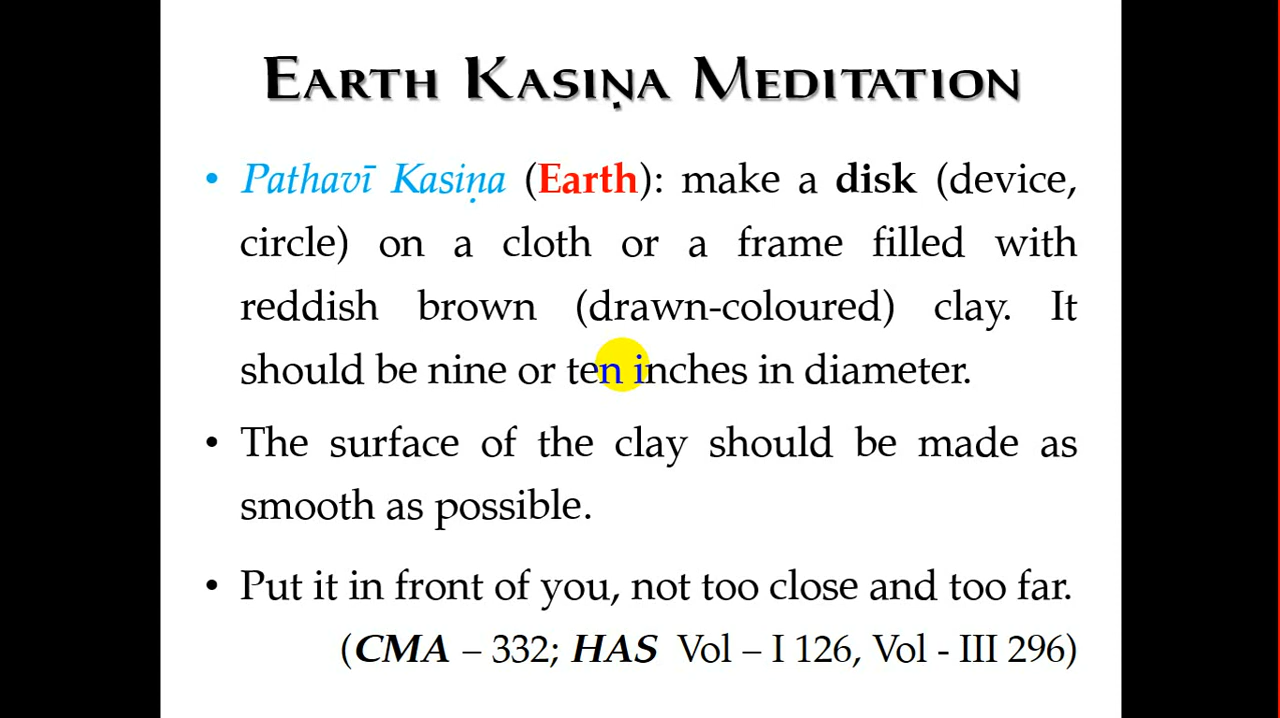 EARTH KASIṆA MEDITATION
• Pathavī Kasiṇa (Earth): make a disk (device,
circle) on a cloth or a frame filled with
reddish brown (drawn-coloured) clay. It
should be nine or ten inches in diameter.
• The surface of the clay should be made as
smooth as possible.
• Put it in front of you, not too close and too far.
(CMA – 332; HAS Vol – I 126, Vol - III 296)